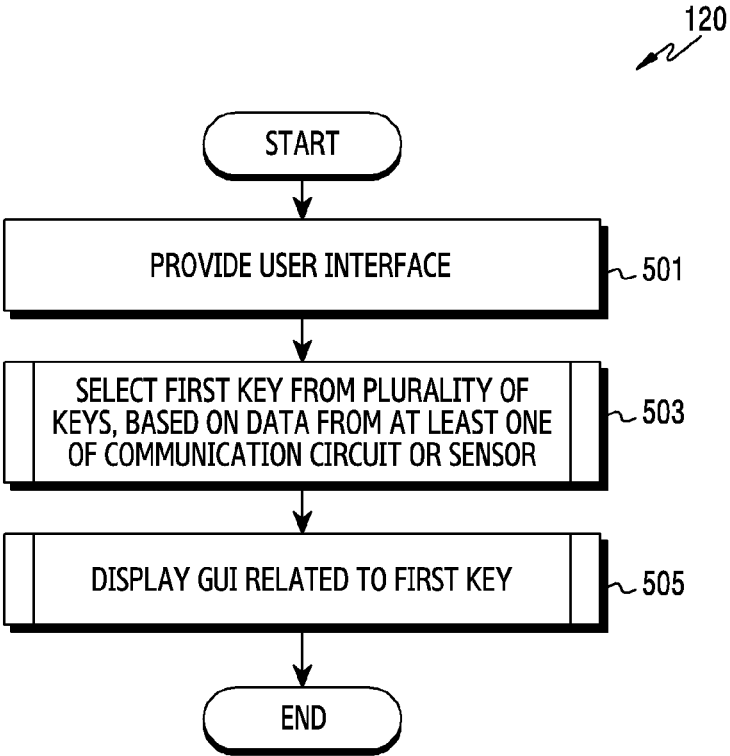 120
START
PROVIDE USER INTERFACE
501
SELECT FIRST KEY FROM PLURALITY OF
KEYS, BASED ON DATA FROM AT LEAST ONE
OF COMMUNICATION CIRCUIT OR SENSOR
503
DISPLAY GUI RELATED TO FIRST KEY
505
END